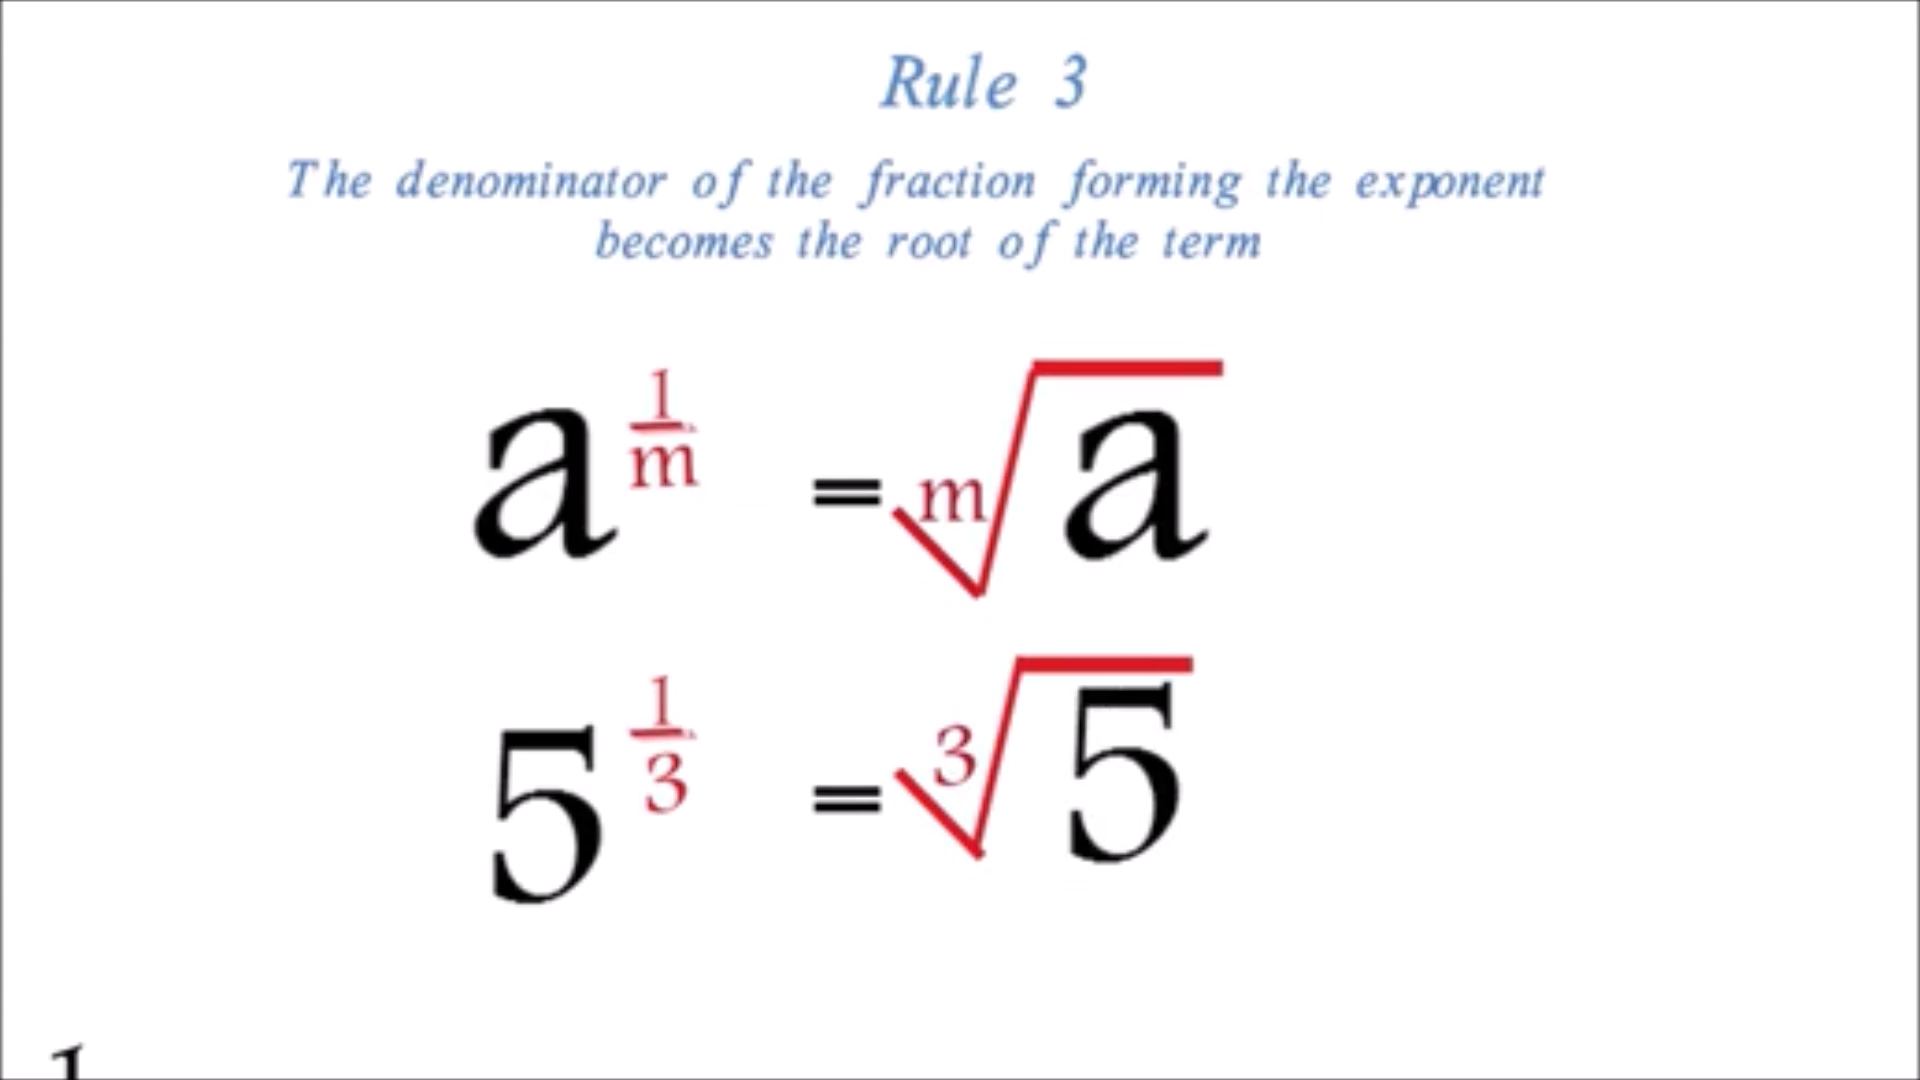 Rule 3
The denominator of the fraction forming the exponent
becomes the root of the term
a^(1/m) = m√a
5^(1/3) = 3√5